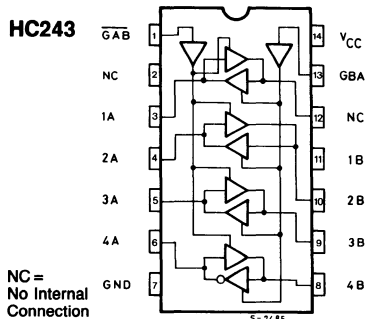 HC243
GAB 1 14 VCC
NC 2 13 GBA
1A 3 12 NC
2A 4 11 1B
3A 5 10 2B
4A 6 9 3B
GND 7 8 4B
NC =
No Internal
Connection
S-2485